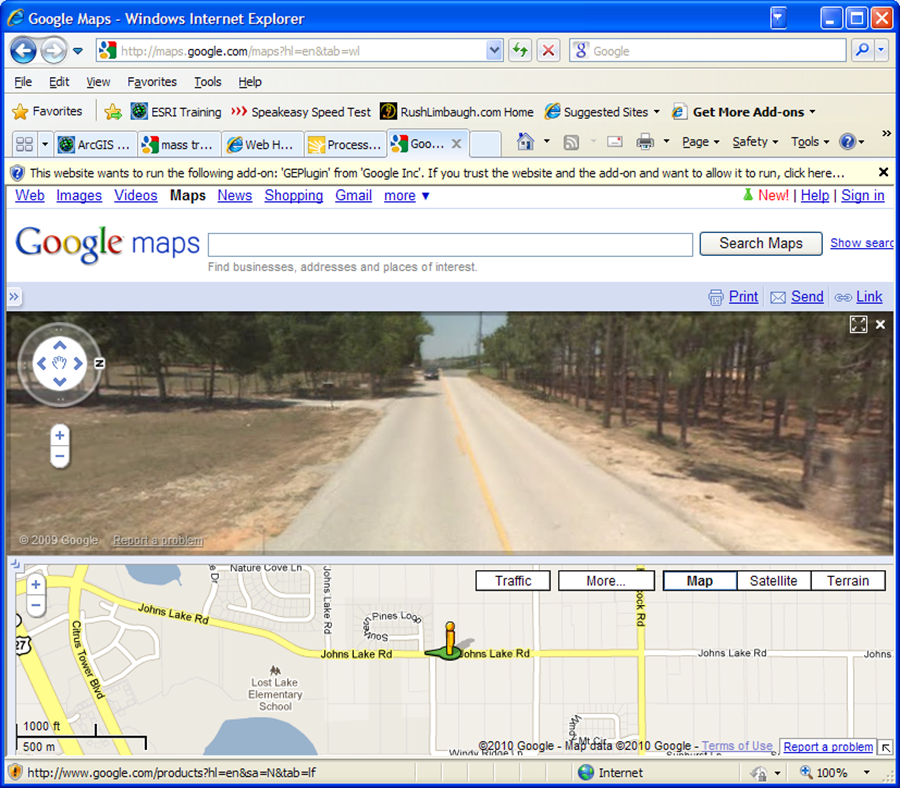 Google Maps - Windows Internet Explorer
http://maps.google.com/maps?hl=en&tab=wl
Google
File Edit View Favorites Tools Help
Favorites ESRI Training Speakeasy Speed Test RushLimbaugh.com Home Suggested Sites Get More Add-ons
ArcGIS ... mass tr... Web H... Process... Goo... Page Safety Tools »
This website wants to run the following add-on: 'GEPlugin' from 'Google Inc'. If you trust the website and the add-on and want to allow it to run, click here...
Web Images Videos Maps News Shopping Gmail more ▼ New! | Help | Sign in
Google maps Search Maps Show searc
Find businesses, addresses and places of interest.
» Print Send Link
N
© 2009 Google Report a problem
Traffic More... Map Satellite Terrain
Nature Cove Ln
e Dr
Johns Lake Rd
Johns Lake Rd
Pines Loop
ock Rd
27
Citrus Tower Blvd
Johns Lake Rd Johns Lake Rd Johns Lake Rd Johns
Lost Lake
Elementary
School
1000 ft
500 m
Mt Cir
Windy Ridge Ln
©2010 Google - Map data ©2010 Google - Terms of Use Report a problem
http://www.google.com/products?hl=en&sa=N&tab=lf Internet 100%